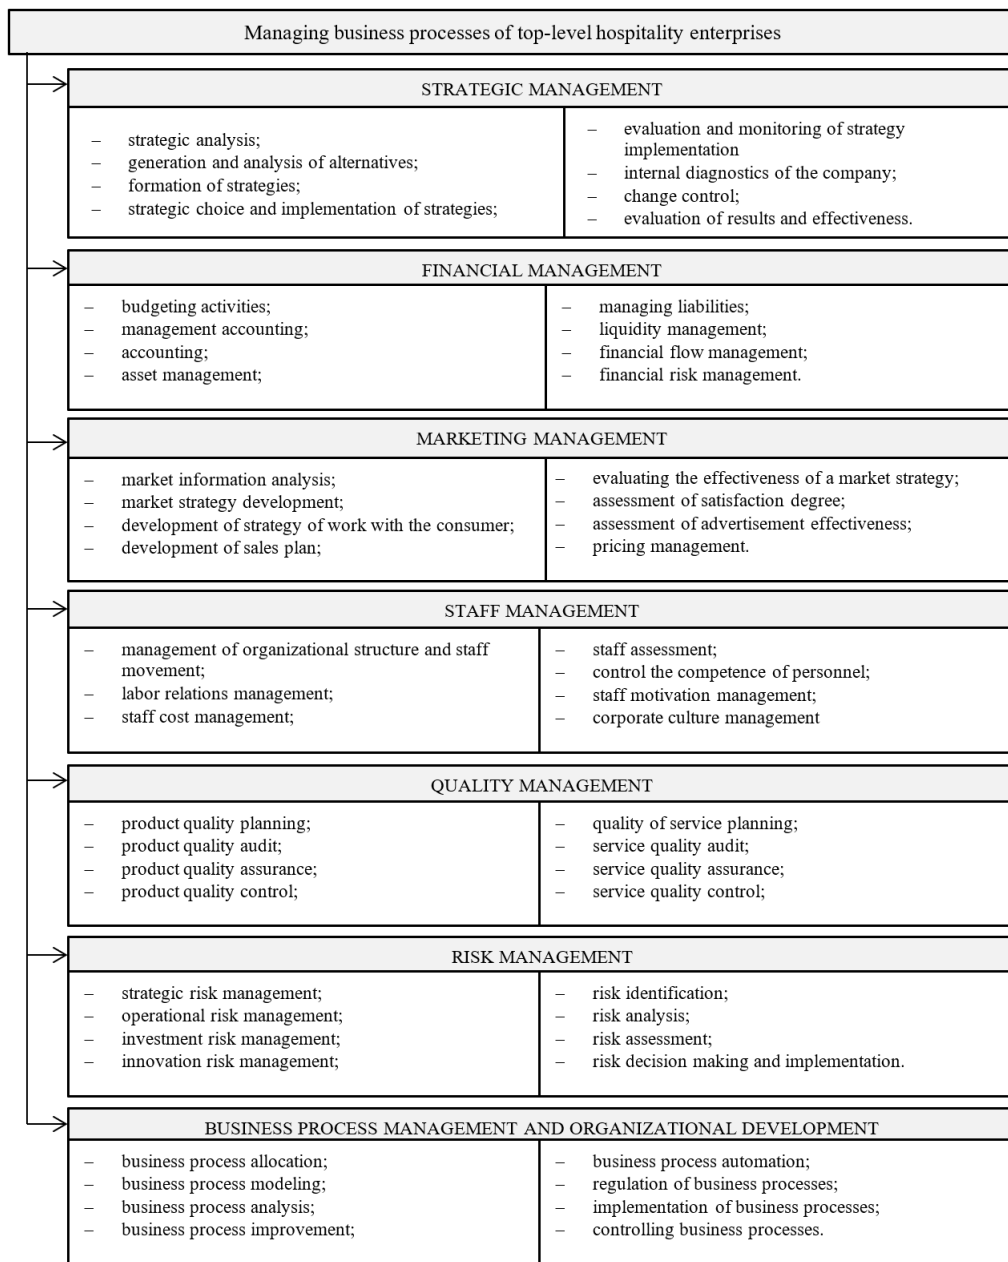 Managing business processes of top-level hospitality enterprises
STRATEGIC MANAGEMENT
– strategic analysis;
– generation and analysis of alternatives;
– formation of strategies;
– strategic choice and implementation of strategies;
– evaluation and monitoring of strategy
implementation
– internal diagnostics of the company;
– change control;
– evaluation of results and effectiveness.
FINANCIAL MANAGEMENT
– budgeting activities;
– management accounting;
– accounting;
– asset management;
– managing liabilities;
– liquidity management;
– financial flow management;
– financial risk management.
MARKETING MANAGEMENT
– market information analysis;
– market strategy development;
– development of strategy of work with the consumer;
– development of sales plan;
– evaluating the effectiveness of a market strategy;
– assessment of satisfaction degree;
– assessment of advertisement effectiveness;
– pricing management.
STAFF MANAGEMENT
– management of organizational structure and staff
movement;
– labor relations management;
– staff cost management;
– staff assessment;
– control the competence of personnel;
– staff motivation management;
– corporate culture management
QUALITY MANAGEMENT
– product quality planning;
– product quality audit;
– product quality assurance;
– product quality control;
– quality of service planning;
– service quality audit;
– service quality assurance;
– service quality control;
RISK MANAGEMENT
– strategic risk management;
– operational risk management;
– investment risk management;
– innovation risk management;
– risk identification;
– risk analysis;
– risk assessment;
– risk decision making and implementation.
BUSINESS PROCESS MANAGEMENT AND ORGANIZATIONAL DEVELOPMENT
– business process allocation;
– business process modeling;
– business process analysis;
– business process improvement;
– business process automation;
– regulation of business processes;
– implementation of business processes;
– controlling business processes.